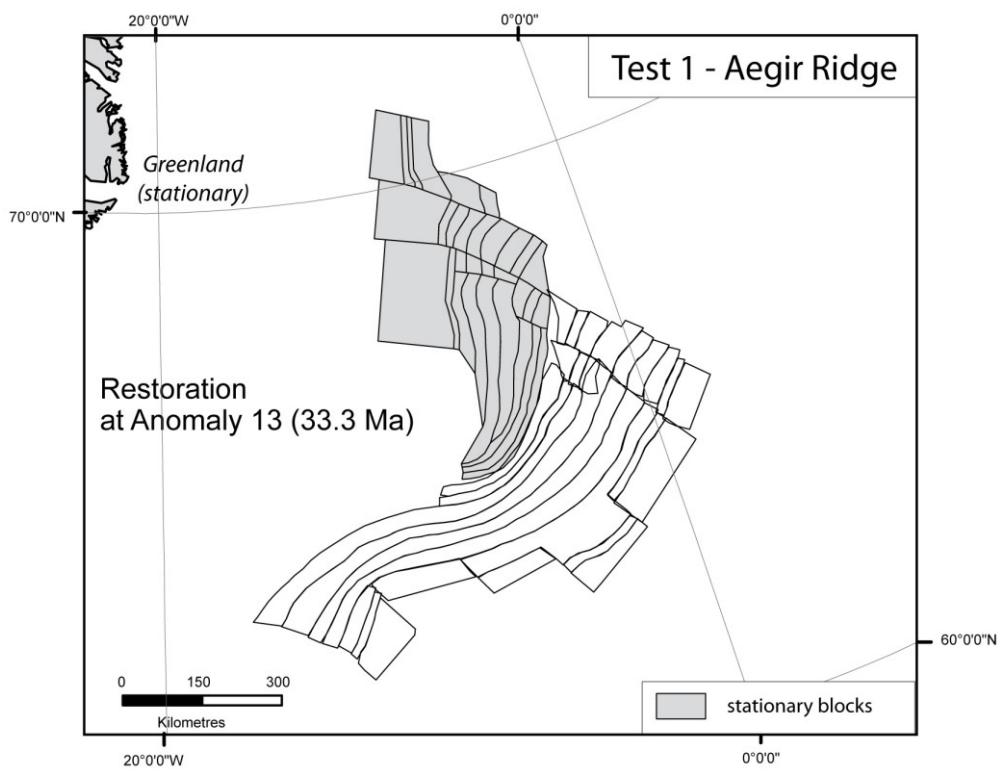 20°0'0"W
0°0'0"
Test 1 - Aegir Ridge
Greenland
(stationary)
70°0'0"N
Restoration
at Anomaly 13 (33.3 Ma)
60°0'0"N
0 150 300
Kilometres
stationary blocks
20°0'0"W
0°0'0"